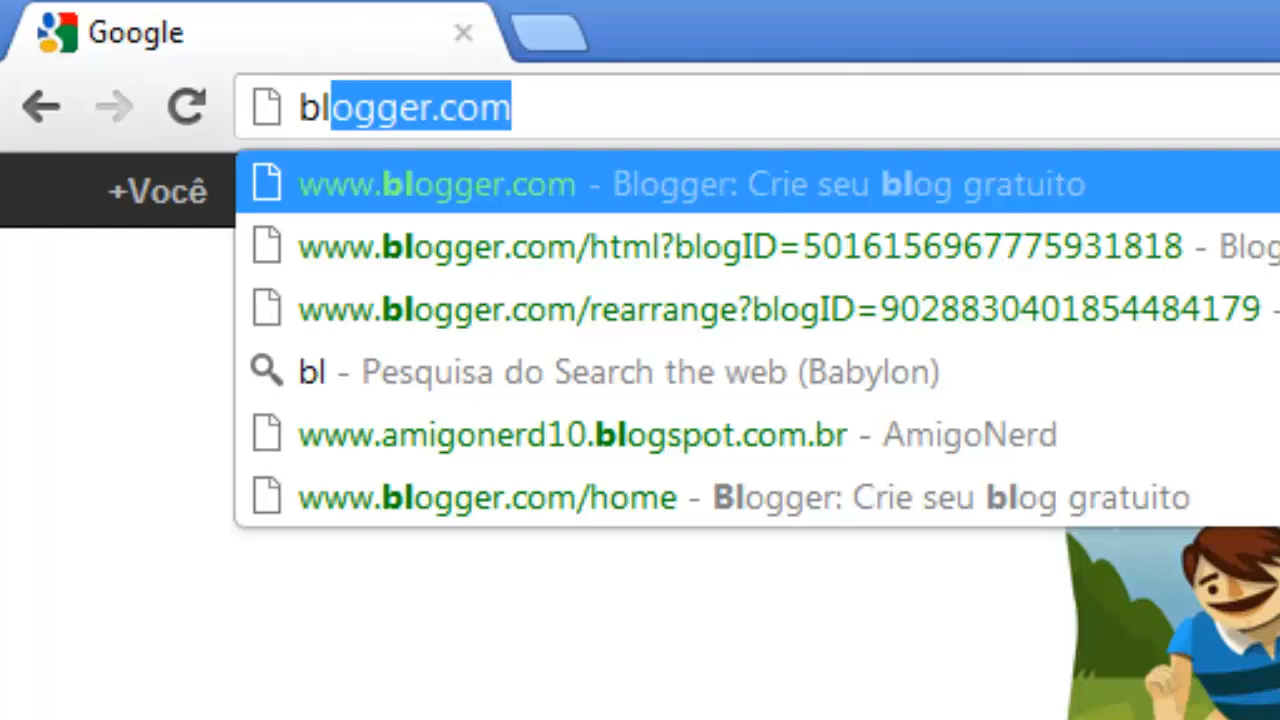 Google
blogger.com
+Você
www.blogger.com - Blogger: Crie seu blog gratuito
www.blogger.com/html?blogID=5016156967775931818 - Blog
www.blogger.com/rearrange?blogID=9028830401854484179 -
bl - Pesquisa do Search the web (Babylon)
www.amigonerd10.blogspot.com.br - AmigoNerd
www.blogger.com/home - Blogger: Crie seu blog gratuito